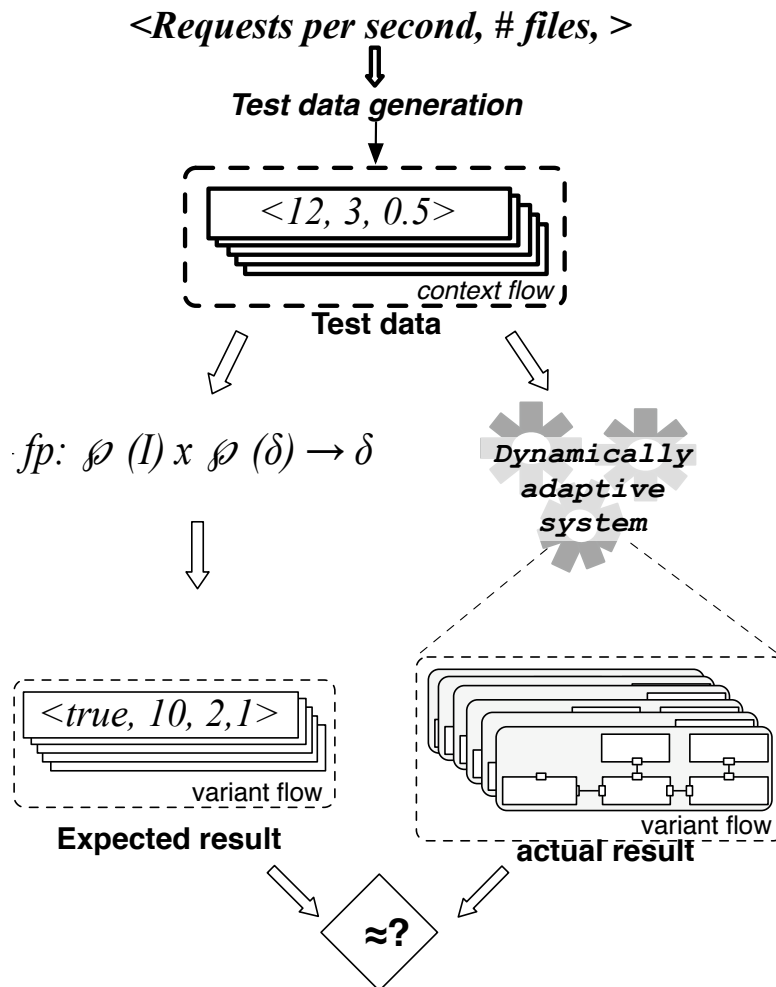 <Requests per second, # files, >
Test data generation
<12, 3, 0.5>
context flow
Test data
fp: ℘ (I) x ℘ (δ) → δ
Dynamically
adaptive
system
<true, 10, 2,1>
variant flow
Expected result
variant flow
actual result
≈?